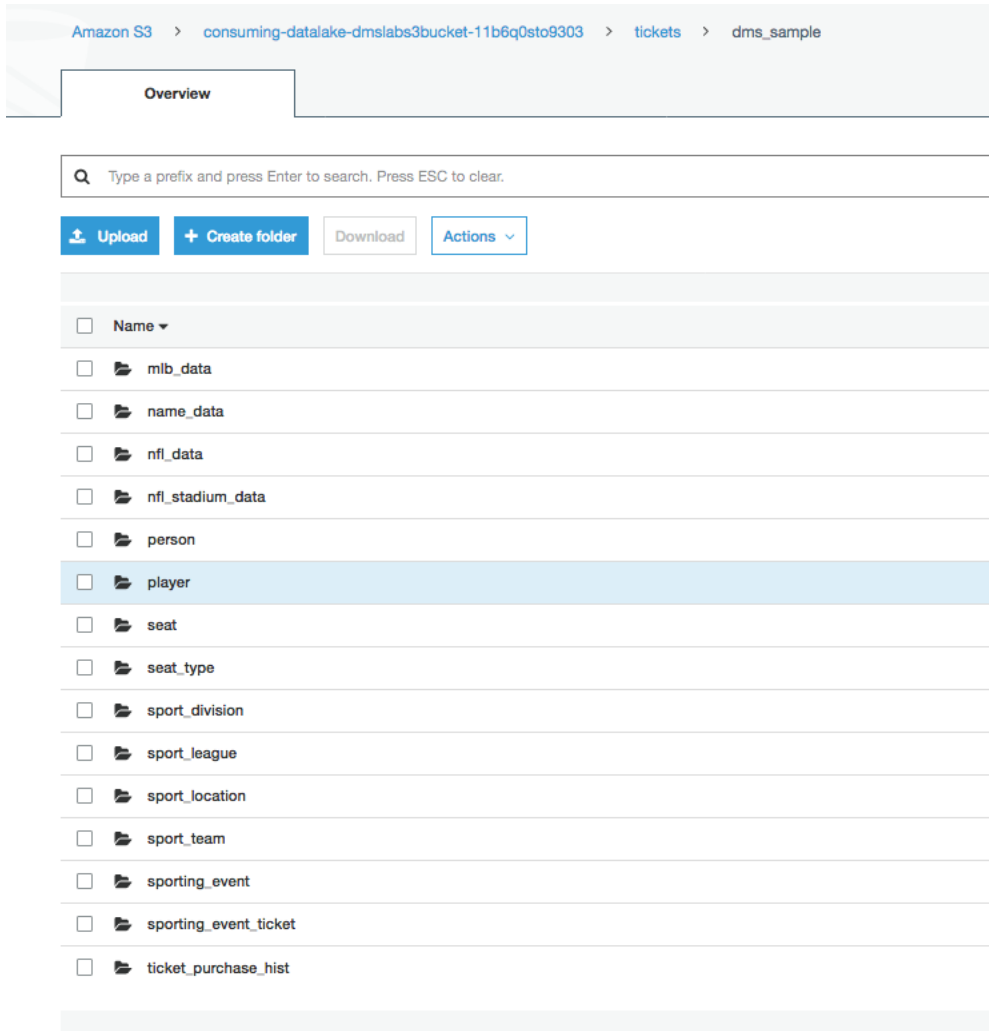 Amazon S3 > consuming-datalake-dmslabs3bucket-11b6q0sto9303 > tickets > dms_sample
Overview
Type a prefix and press Enter to search. Press ESC to clear.
Upload + Create folder Download Actions
Name
mlb_data
name_data
nfl_data
nfl_stadium_data
person
player
seat
seat_type
sport_division
sport_league
sport_location
sport_team
sporting_event
sporting_event_ticket
ticket_purchase_hist